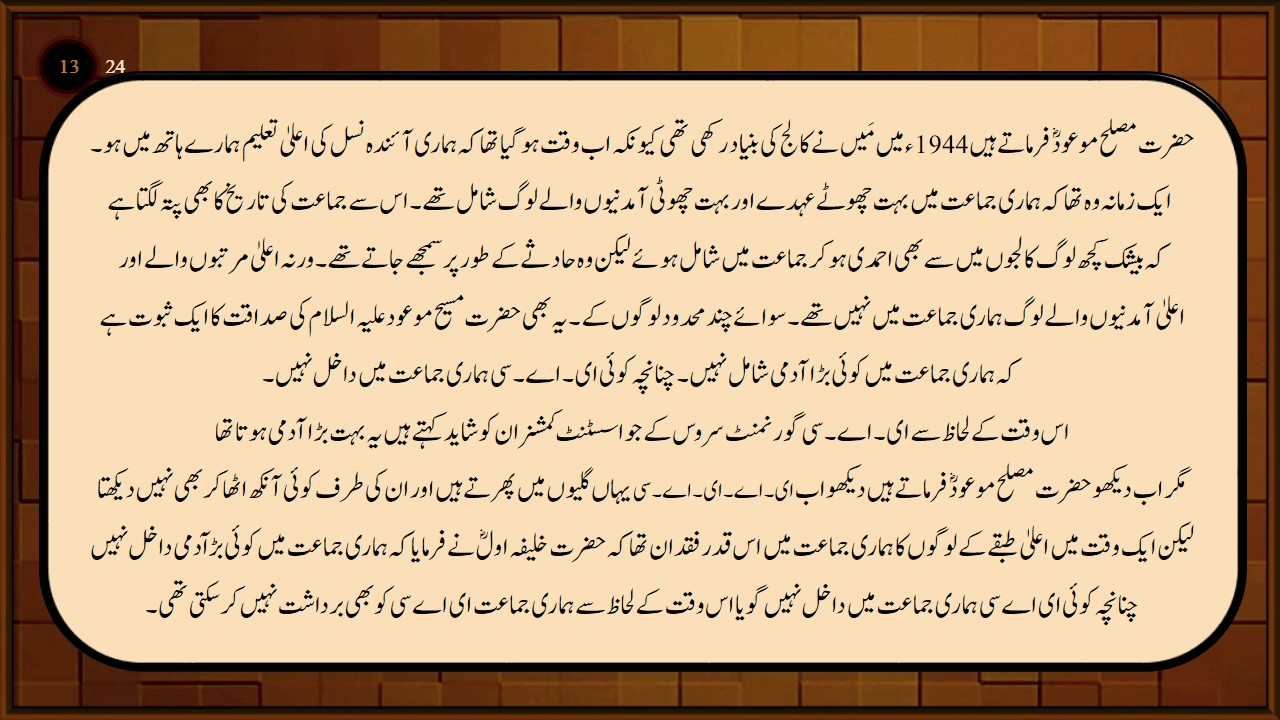 13 24
حضرت مصلح موعودؓ فرماتے ہیں 1944ء میں مَیں نے کالج کی بنیاد رکھی تھی کیونکہ اب وقت ہو گیا تھا کہ ہماری آئندہ نسل کی اعلیٰ تعلیم ہمارے ہاتھ میں ہو۔
ایک زمانہ وہ تھا کہ ہماری جماعت میں بہت چھوٹے عہدے اور بہت چھوٹی آمدنیوں والے لوگ شامل تھے۔ اس سے جماعت کی تاریخ کا بھی پتہ لگتا ہے
کہ بیشک کچھ لوگ کالجوں میں سے بھی احمدی ہو کر جماعت میں شامل ہوئے لیکن وہ حادثے کے طور پر سمجھے جاتے تھے۔ ورنہ اعلیٰ مرتبوں والے اور
اعلیٰ آمدنیوں والے لوگ ہماری جماعت میں نہیں تھے۔ سوائے چند محدود لوگوں کے۔ یہ بھی حضرت مسیح موعود علیہ السلام کی صداقت کا ایک ثبوت ہے
کہ ہماری جماعت میں کوئی بڑا آدمی شامل نہیں۔ چنانچہ کوئی ای۔اے۔سی ہماری جماعت میں داخل نہیں۔
اس وقت کے لحاظ سے ای۔اے۔سی گورنمنٹ سروس کے جو اسسٹنٹ کمشنر ان کو شاید کہتے ہیں یہ بہت بڑا آدمی ہوتا تھا
مگر اب دیکھو حضرت مصلح موعودؓ فرماتے ہیں دیکھو اب ای۔اے۔ای۔اے۔سی یہاں گلیوں میں پھرتے ہیں اور ان کی طرف کوئی آنکھ اٹھا کر بھی نہیں دیکھتا
لیکن ایک وقت میں اعلیٰ طبقے کے لوگوں کا ہماری جماعت میں اس قدر فقدان تھا کہ حضرت خلیفہ اولؓ نے فرمایا کہ ہماری جماعت میں کوئی بڑآدمی داخل نہیں
چنانچہ کوئی ای اے سی ہماری جماعت میں داخل نہیں گویا اس وقت کے لحاظ سے ہماری جماعت ای اے سی کو بھی برداشت نہیں کر سکتی تھی۔